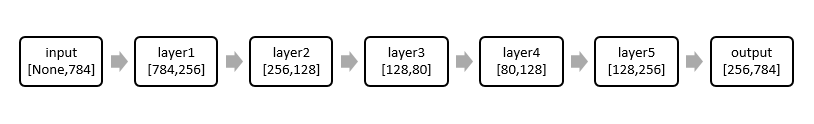 input
[None,784]
layer1
[784,256]
layer2
[256,128]
layer3
[128,80]
layer4
[80,128]
layer5
[128,256]
output
[256,784]